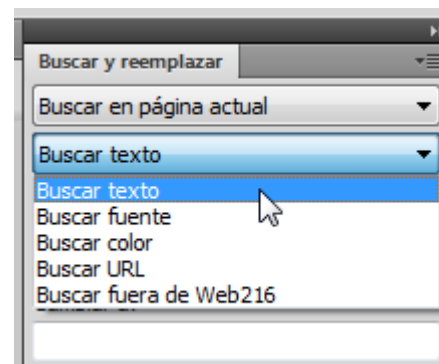 Buscar y reemplazar
Buscar en página actual
Buscar texto
Buscar texto
Buscar fuente
Buscar color
Buscar URL
Buscar fuera de Web216